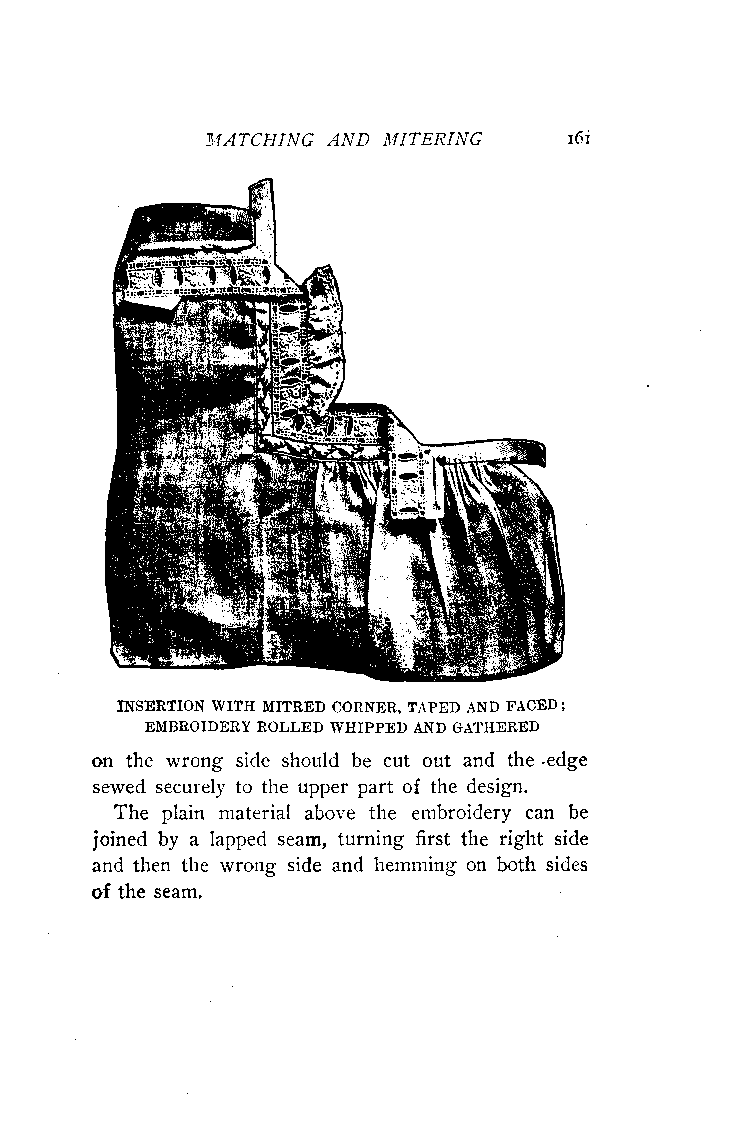 MATCHING AND MITERING 161
INSERTION WITH MITRED CORNER, TAPED AND FACED;
EMBROIDERY ROLLED WHIPPED AND GATHERED
on the wrong side should be cut out and the edge
sewed securely to the upper part of the design.
The plain material above the embroidery can be
joined by a lapped seam, turning first the right side
and then the wrong side and hemming on both sides
of the seam.